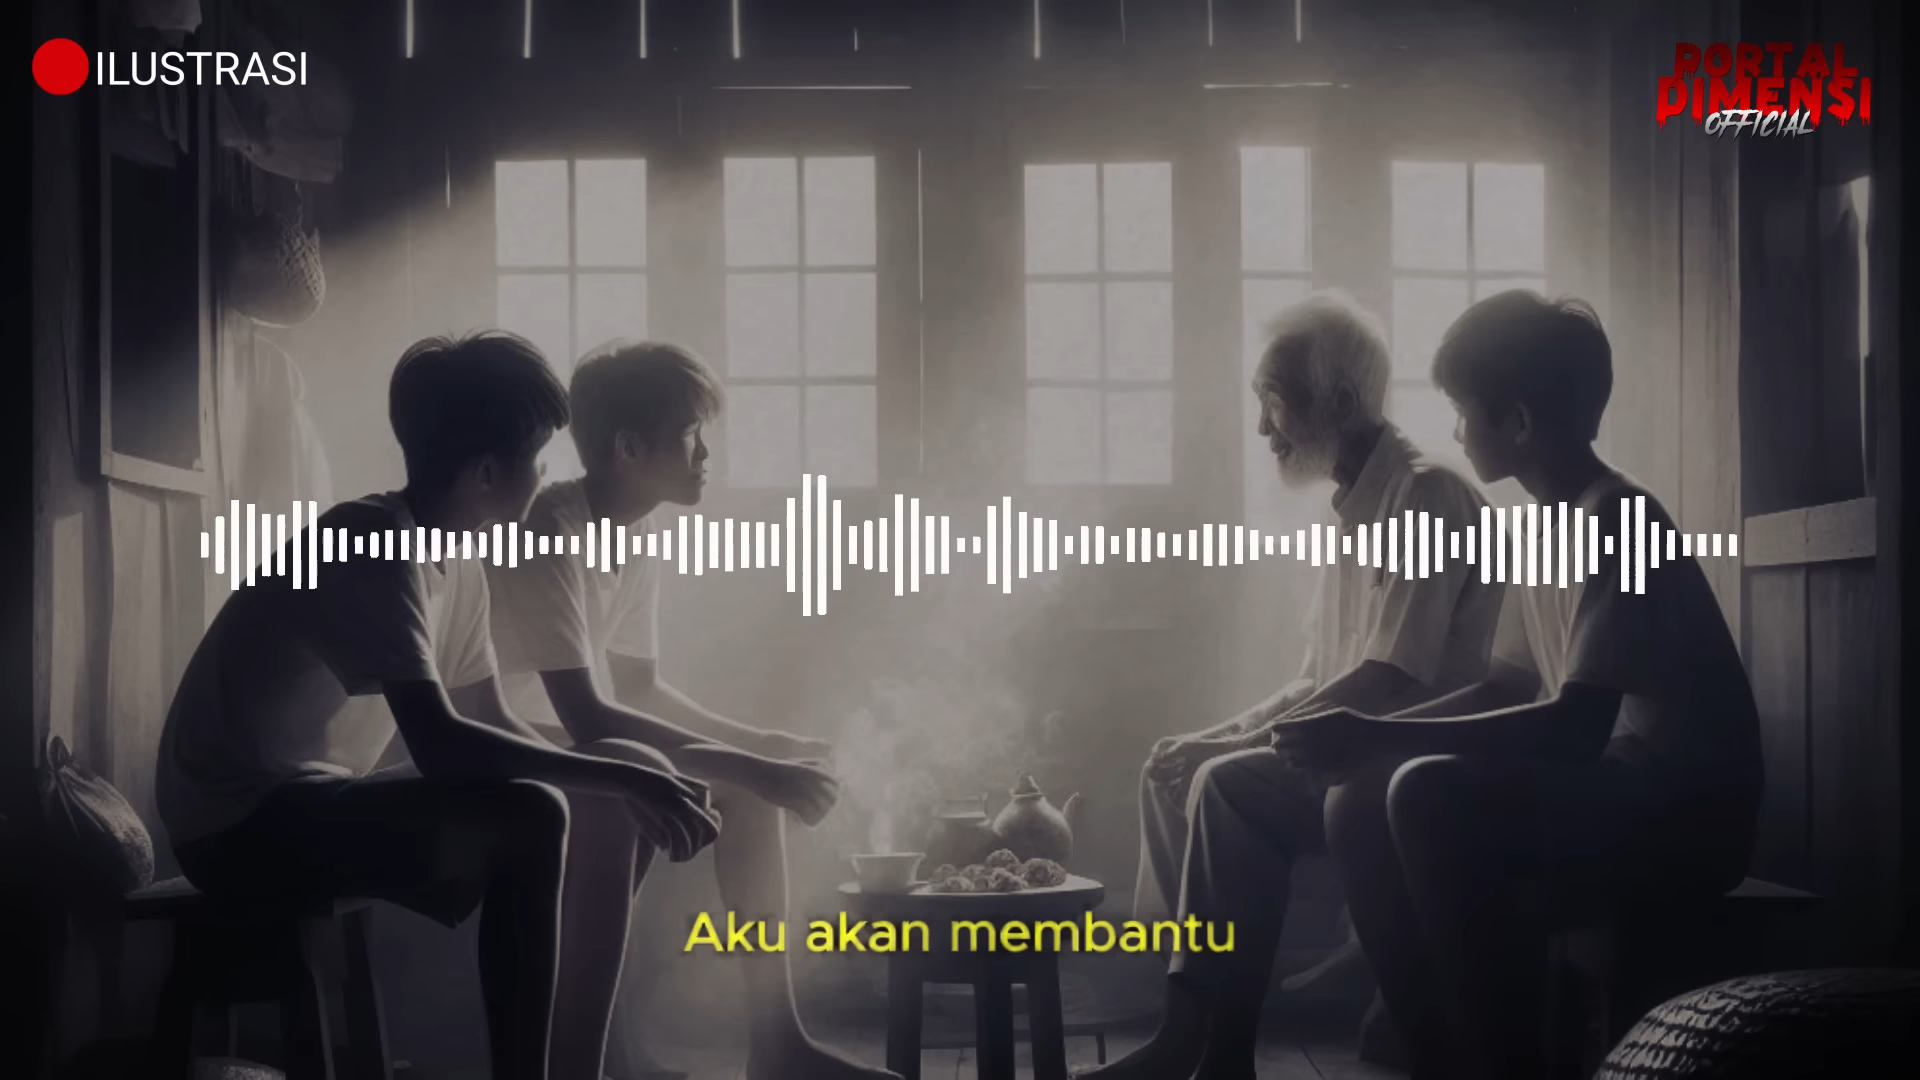 ILUSTRASI
PORTAL
DIMENSI
OFFICIAL
Aku akan membantu